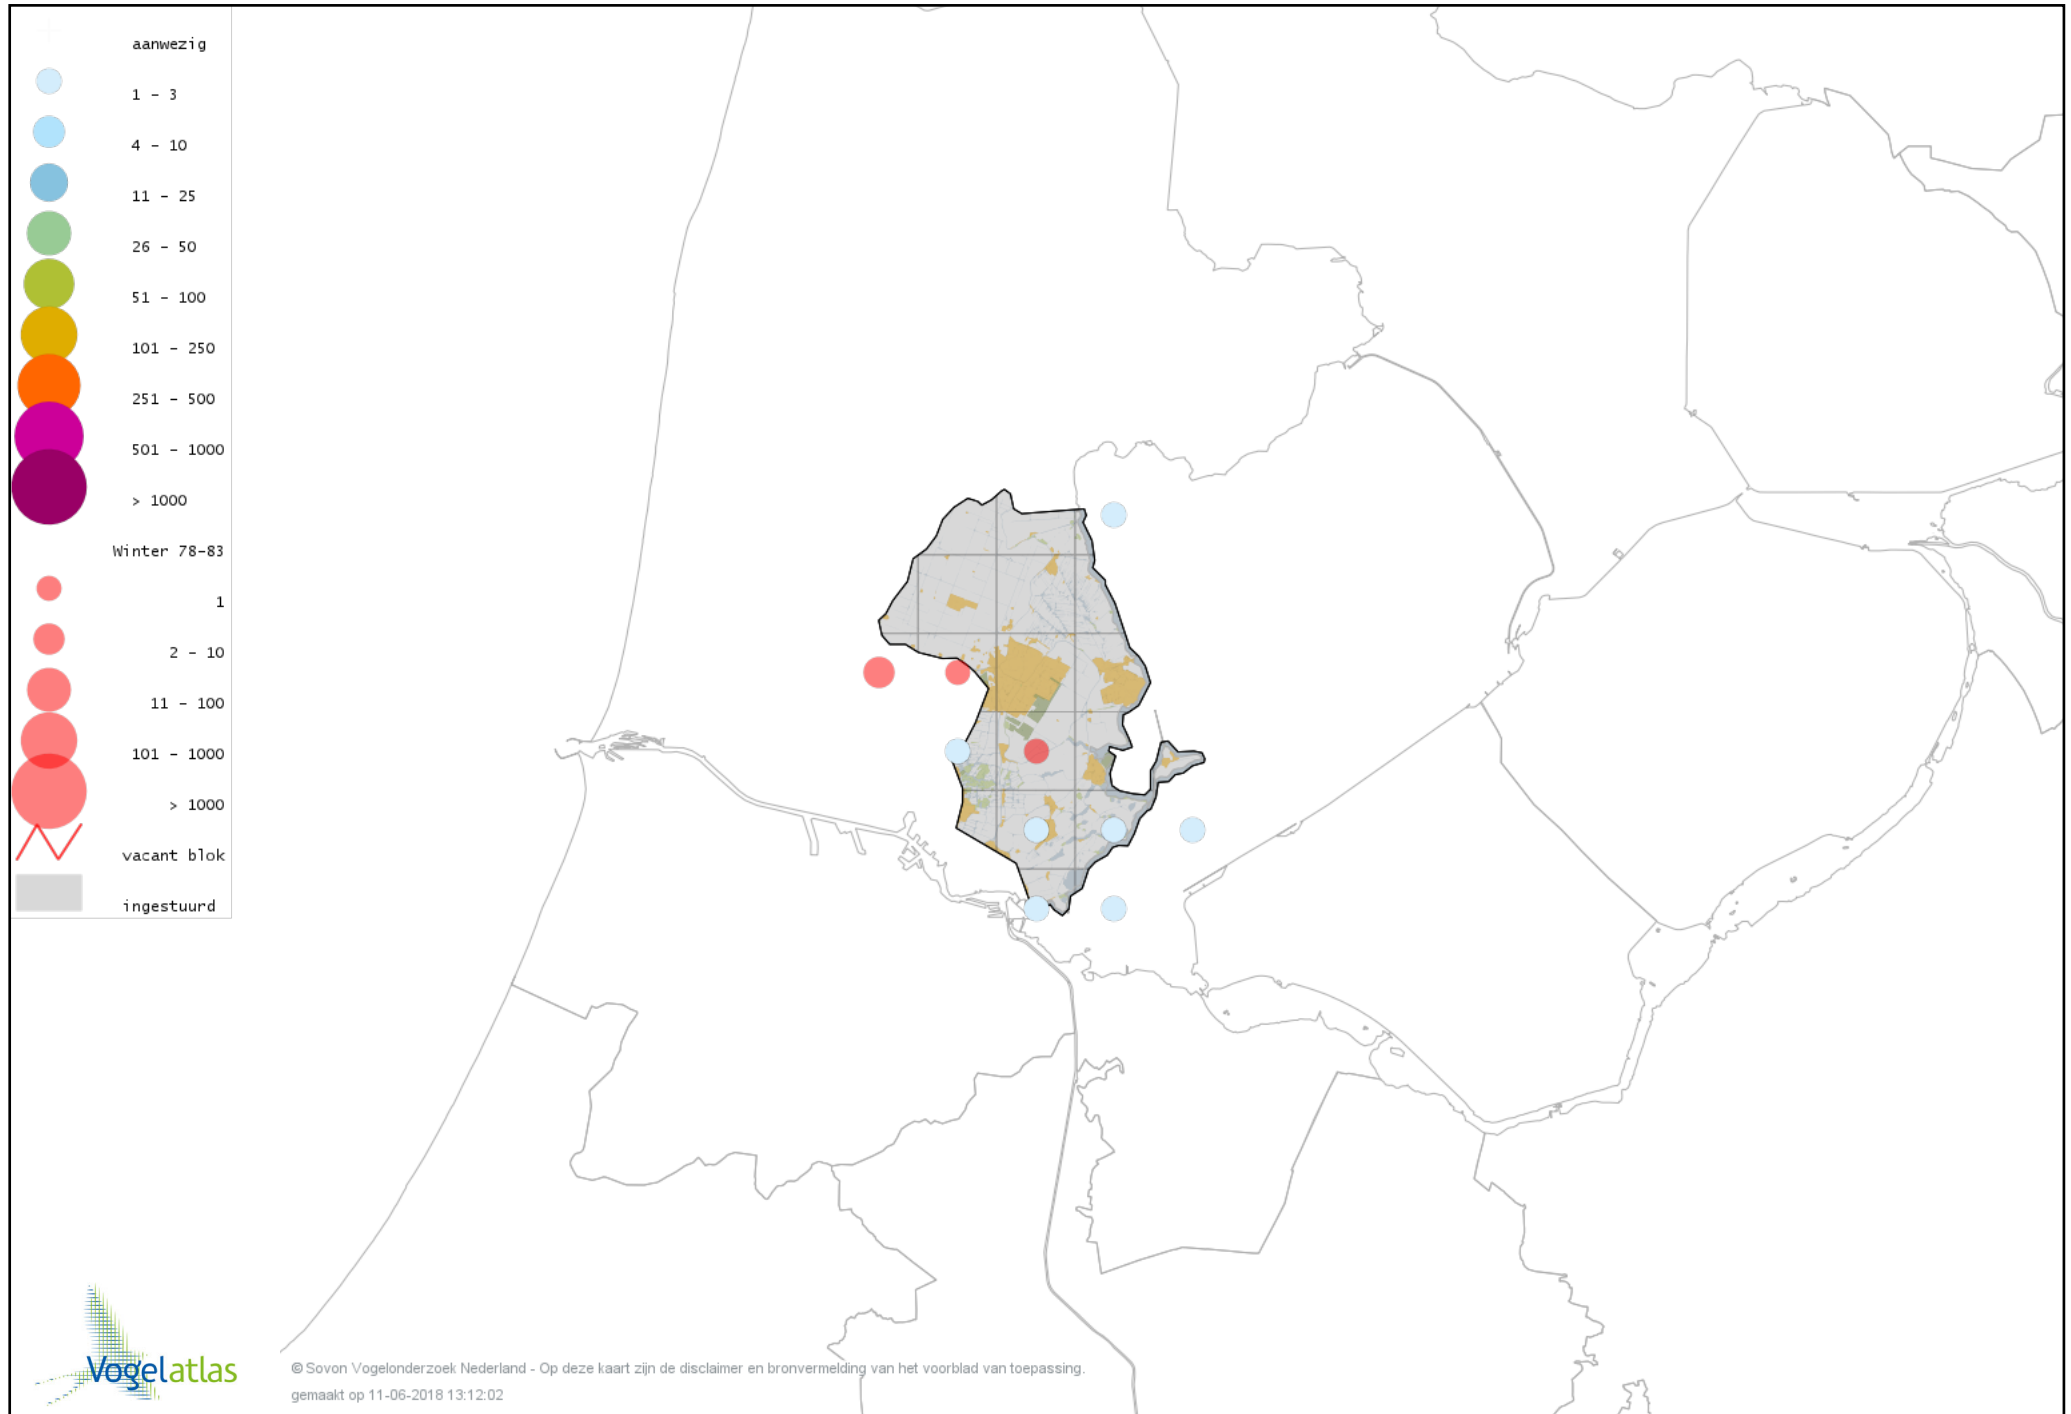 aanwezig
1 – 3
4 – 10
11 – 25
26 – 50
51 – 100
101 – 250
251 – 500
501 – 1000
> 1000
Winter 78-83
1
2 – 10
11 – 100
101 – 1000
> 1000
vacant blok
ingestuurd
Vogelatlas
© Sovon Vogelonderzoek Nederland - Op deze kaart zijn de disclaimer en bronvermelding van het voorblad van toepassing.
gemaakt op 11-06-2018 13:12:02